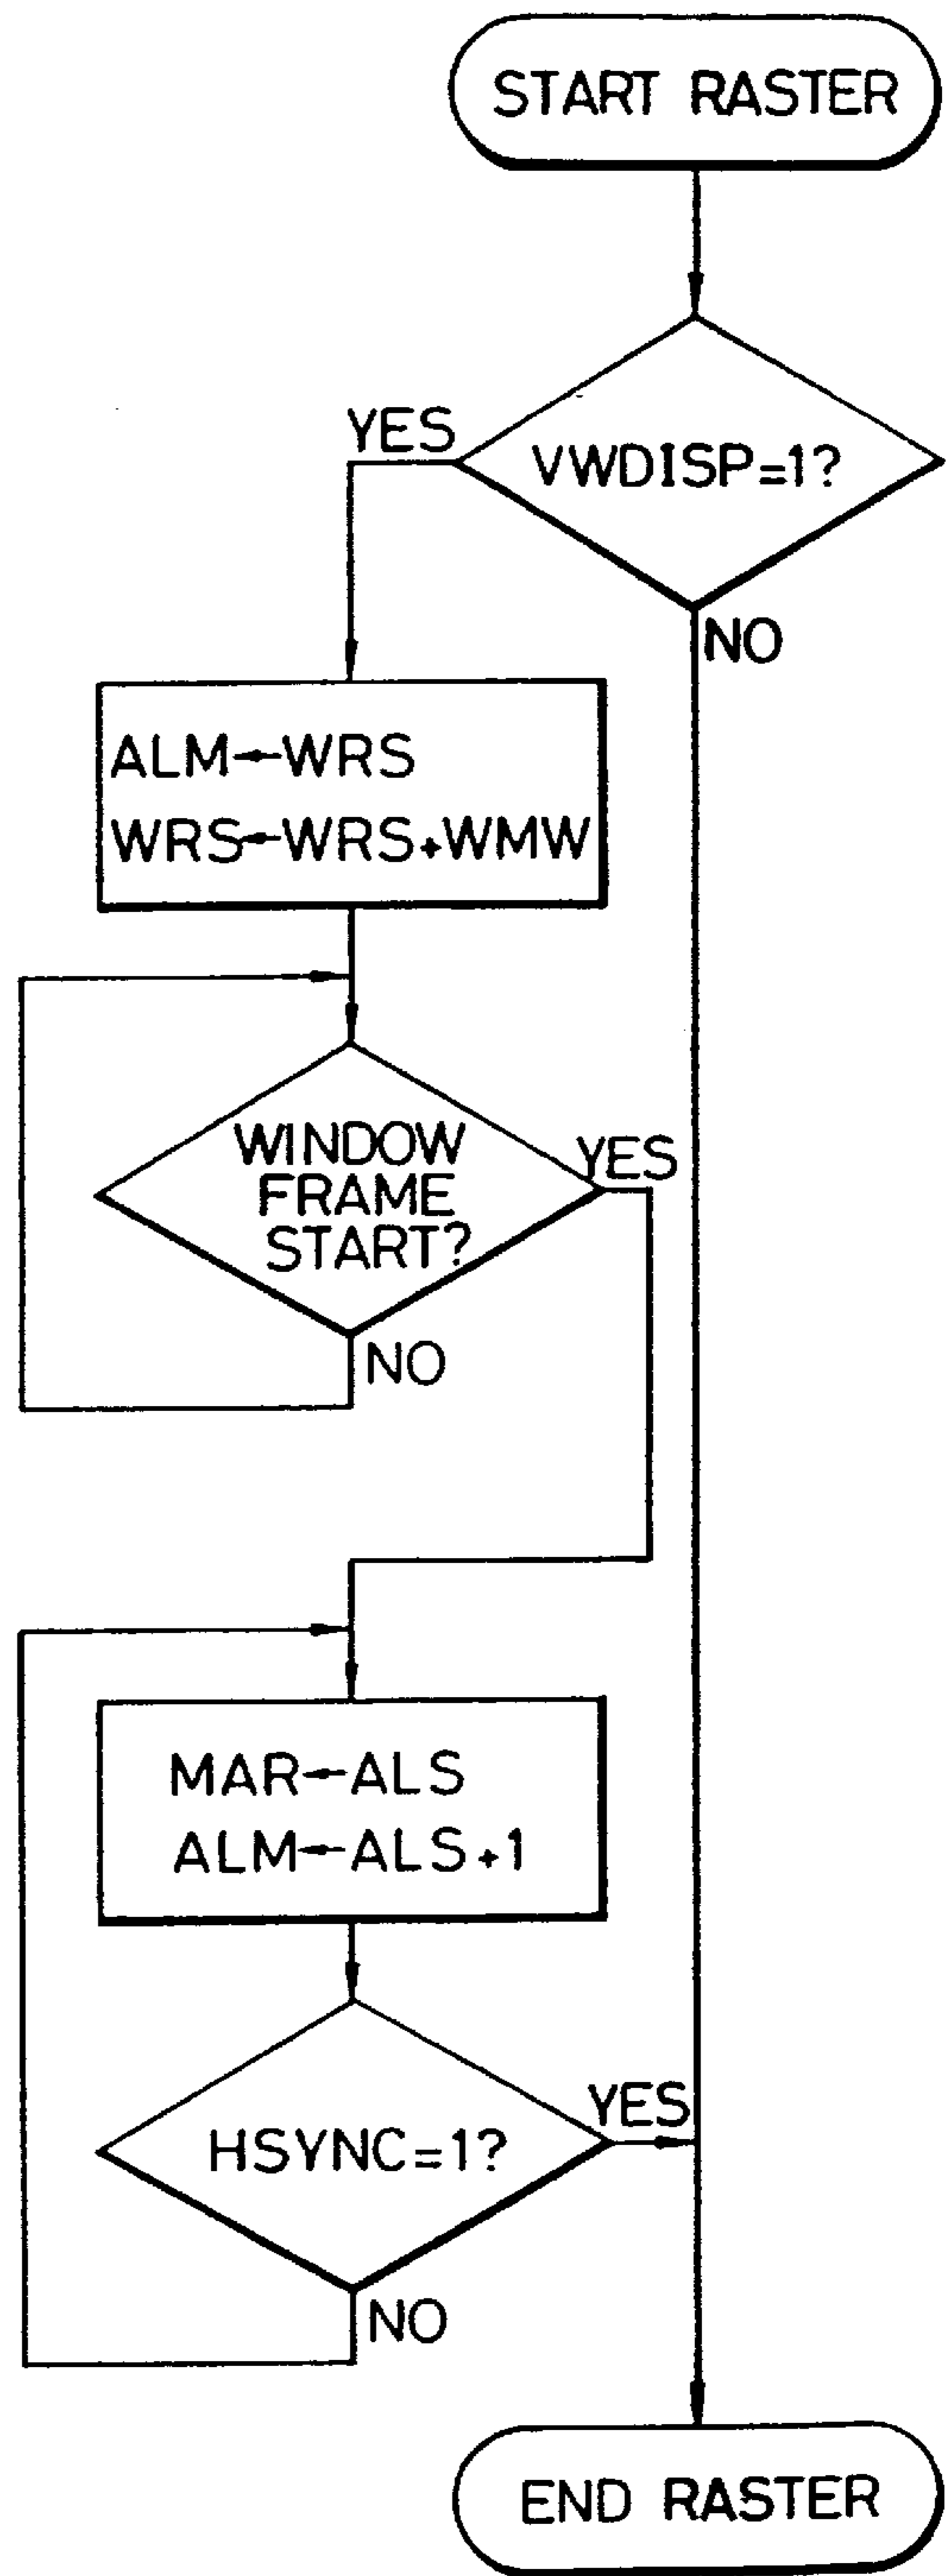 START RASTER
VWDISP=1?
YES
NO
ALM←WRS
WRS←WRS+WMW
WINDOW
FRAME
START?
YES
NO
MAR←ALS
ALM←ALS+1
HSYNC=1?
YES
NO
END RASTER